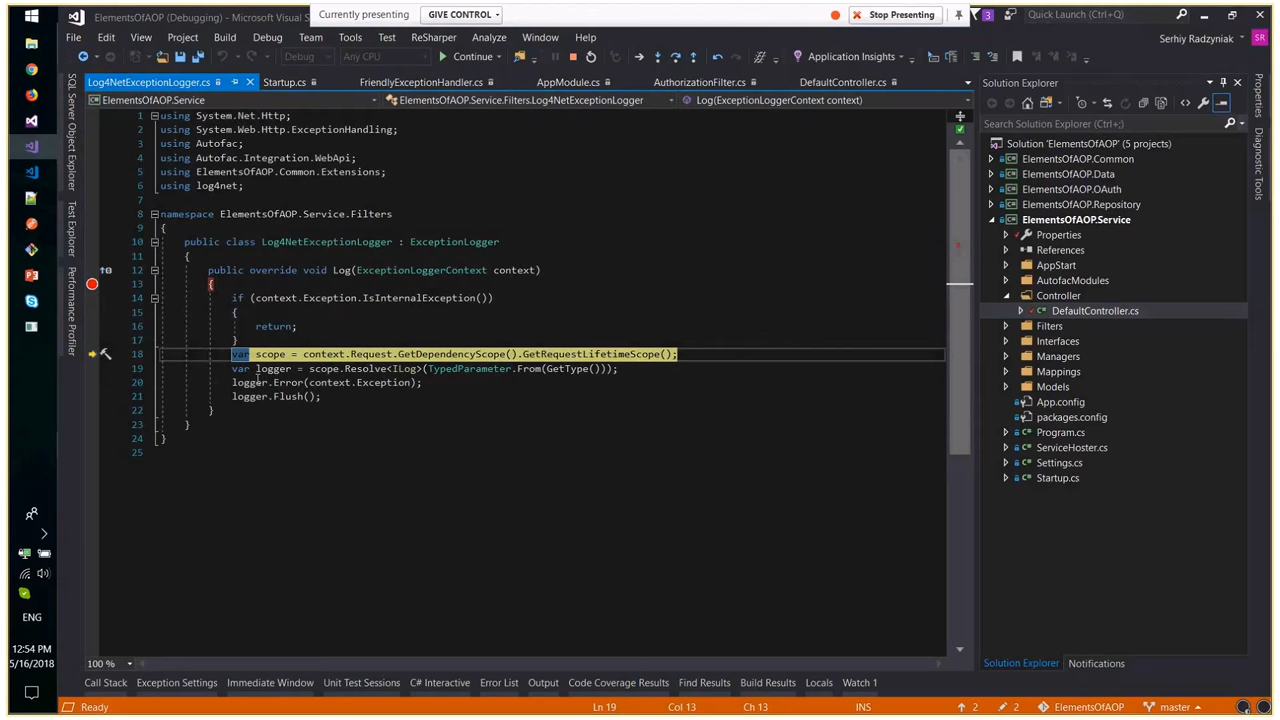 Currently presenting
GIVE CONTROL
Stop Presenting
ElementsOfAOP (Debugging) - Microsoft Visual S
3
Quick Launch (Ctrl+;)
File Edit View Project Build Debug Team Tools Test ReSharper Analyze Window Help
Serhiy Radzyniak
SR
Debug
Any CPU
Continue
Application Insights
Log4NetExceptionLogger.cs
Startup.cs
FriendlyExceptionHandler.cs
AppModule.cs
AuthorizationFilter.cs
DefaultController.cs
ElementsOfAOP.Service
ElementsOfAOP.Service.Filters.Log4NetExceptionLogger
Log(ExceptionLoggerContext context)
SQL Server Object Explorer
Test Explorer
Performance Profiler
1 using System.Net.Http;
2 using System.Web.Http.ExceptionHandling;
3 using Autofac;
4 using Autofac.Integration.WebApi;
5 using ElementsOfAOP.Common.Extensions;
6 using log4net;
7
8 namespace ElementsOfAOP.Service.Filters
9 {
10 public class Log4NetExceptionLogger : ExceptionLogger
11 {
12 public override void Log(ExceptionLoggerContext context)
13 {
14 if (context.Exception.IsInternalException())
15 {
16 return;
17 }
18 var scope = context.Request.GetDependencyScope().GetRequestLifetimeScope();
19 var logger = scope.Resolve<ILog>(TypedParameter.From(GetType()));
20 logger.Error(context.Exception);
21 logger.Flush();
22 }
23 }
24 }
25
100 %
Solution Explorer
Search Solution Explorer (Ctrl+;)
Solution 'ElementsOfAOP' (5 projects)
ElementsOfAOP.Common
ElementsOfAOP.Data
ElementsOfAOP.OAuth
ElementsOfAOP.Repository
ElementsOfAOP.Service
Properties
References
AppStart
AutofacModules
Controller
DefaultController.cs
Filters
Interfaces
Managers
Mappings
Models
App.config
packages.config
Program.cs
ServiceHoster.cs
Settings.cs
Startup.cs
Solution Explorer
Notifications
Properties
Diagnostic Tools
ENG
12:54 PM
5/16/2018
Call Stack Exception Settings Immediate Window Unit Test Sessions C# Interactive Error List Output Code Coverage Results Find Results Build Results Locals Watch 1
Ready
Ln 19
Col 13
Ch 13
INS
2
2
ElementsOfAOP
master